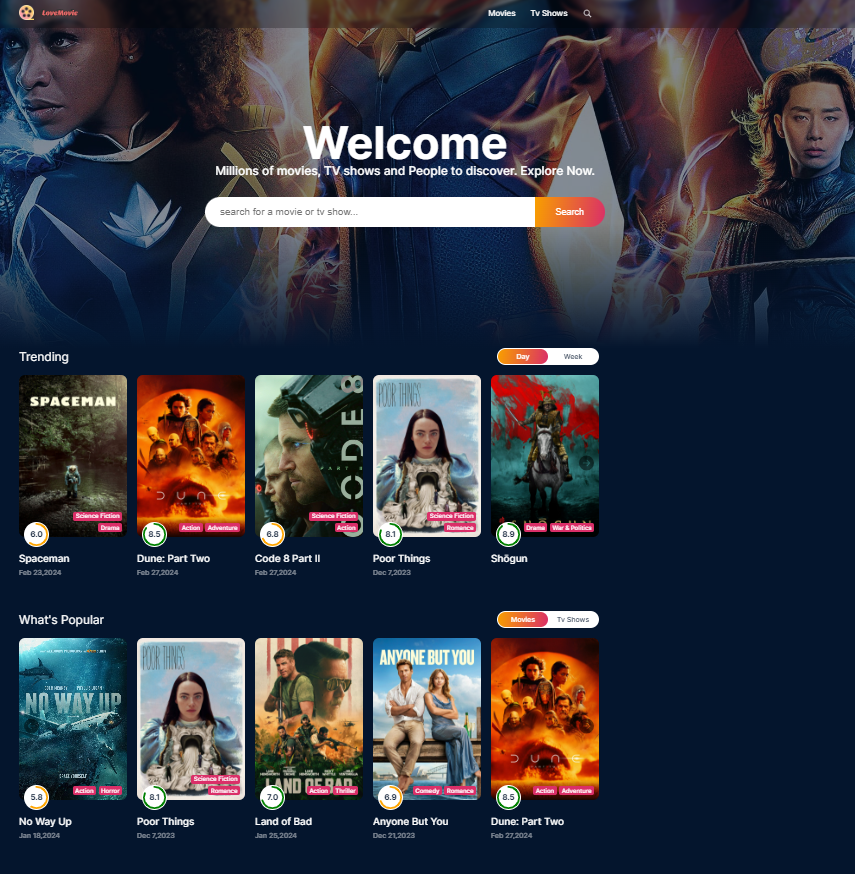 LoveMovie
Movies Tv Shows
Welcome
Millions of movies, TV shows and People to discover. Explore Now.
search for a movie or tv show...
Search
Trending
Day Week
SPACEMAN
Science Fiction
Drama
6.0
Spaceman
Feb 23,2024
DUNE
Action Adventure
8.5
Dune: Part Two
Feb 27,2024
CODE 8
PART II
Science Fiction
Action
6.8
Code 8 Part II
Feb 27,2024
POOR THINGS
Science Fiction
Romance
8.1
Poor Things
Dec 7,2023
Drama War & Politics
8.9
Shōgun
What's Popular
Movies Tv Shows
NO WAY UP
Action Horror
5.8
No Way Up
Jan 18,2024
POOR THINGS
Science Fiction
Romance
8.1
Poor Things
Dec 7,2023
LAND OF BAD
Action Thriller
7.0
Land of Bad
Jan 25,2024
ANYONE BUT YOU
Comedy Romance
6.9
Anyone But You
Dec 21,2023
DUNE
Action Adventure
8.5
Dune: Part Two
Feb 27,2024